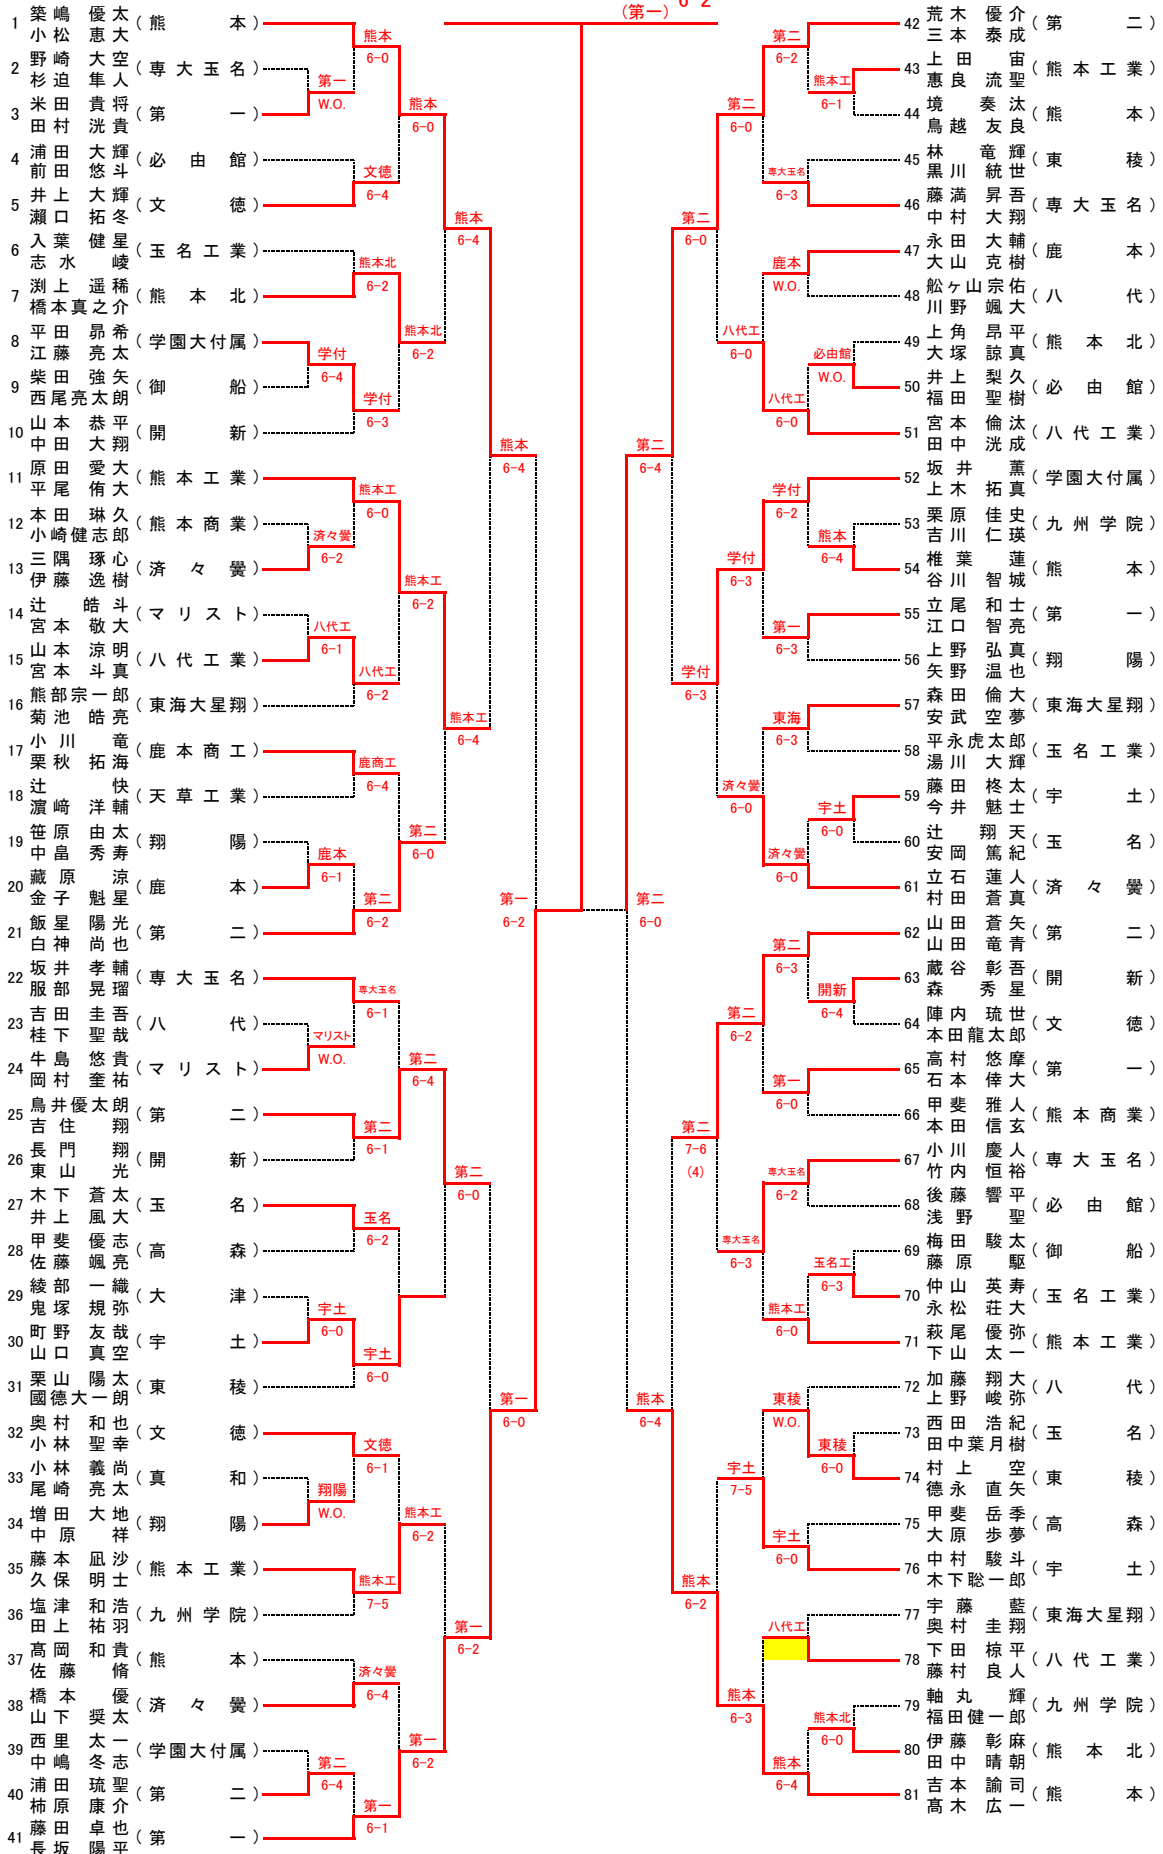 (第一) 6-2
1 築嶋 優太 小松 恵大 (熊本)
2 野崎 大空 杉迫 隼人 (専大玉名)
3 米田 貴将 田村 洸貴 (第一)
4 浦田 大輝 前田 悠斗 (必由館)
5 井上 大輝 瀬口 拓冬 (文徳)
6 入葉 健星 志水 崚 (玉名工業)
7 渕上 遥稀 橋本真之介 (熊本北)
8 平田 昴希 江藤 亮太 (学園大付属)
9 柴田 強矢 西尾亮太朗 (御船)
10 山本 恭平 中田 大翔 (開新)
11 原田 愛大 平尾 侑大 (熊本工業)
12 本田 琳久 小崎健志郎 (熊本商業)
13 三隅 琢心 伊藤 逸樹 (済々黌)
14 辻 皓斗 宮本 敬大 (マリスト)
15 山本 涼明 宮本 斗真 (八代工業)
16 熊部宗一郎 菊池 皓亮 (東海大星翔)
17 小川 竜 栗秋 拓海 (鹿本商工)
18 辻 快 濵﨑 洋輔 (天草工業)
19 笹原 由太 中畠 秀寿 (翔陽)
20 藏原 涼 金子 魁星 (鹿本)
21 飯星 陽光 白神 尚也 (第二)
22 坂井 孝輔 服部 晃瑠 (専大玉名)
23 吉田 圭吾 桂下 聖哉 (八代)
24 牛島 悠貴 岡村 奎祐 (マリスト)
25 鳥井優太朗 吉住 翔 (第二)
26 長門 翔 東山 光 (開新)
27 木下 蒼太 井上 風大 (玉名)
28 甲斐 優志 佐藤 颯亮 (高森)
29 綾部 一織 鬼塚 規弥 (大津)
30 町野 友哉 山口 真空 (宇土)
31 栗山 陽太 國德大一朗 (東稜)
32 奥村 和也 小林 聖幸 (文徳)
33 小林 義尚 尾崎 亮太 (真和)
34 増田 大地 中原 祥 (翔陽)
35 藤本 凪沙 久保 明士 (熊本工業)
36 塩津 和浩 田上 祐羽 (九州学院)
37 髙岡 和貴 佐藤 脩 (熊本)
38 橋本 優 山下 奨太 (済々黌)
39 西里 太一 中嶋 冬志 (学園大付属)
40 浦田 琉聖 柿原 康介 (第二)
41 藤田 卓也 長坂 陽平 (第一)
熊本 6-0
第一 W.O.
熊本 6-0
文徳 6-4
熊本 6-4
熊本北 6-2
熊本北 6-2
学付 6-4
学付 6-3
熊本 6-4
熊本工 6-0
済々黌 6-2
熊本工 6-2
八代工 6-1
八代工 6-2
熊本工 6-4
鹿商工 6-4
第二 6-0
鹿本 6-1
第二 6-2
第一 6-2
専大玉名 6-1
マリスト W.O.
第二 6-4
第二 6-1
第二 6-0
玉名 6-2
宇土 6-0
宇土 6-0
第一 6-0
文徳 6-1
翔陽 W.O.
熊本工 6-2
熊本工 7-5
第一 6-2
済々黌 6-4
第一 6-2
第二 6-4
第一 6-1
42 荒木 優介 三本 泰成 (第二)
43 上田 宙 惠良 流聖 (熊本工業)
44 境 奏汰 鳥越 友良 (熊本)
45 林 竜輝 黒川 統世 (東稜)
46 藤満 昇吾 中村 大翔 (専大玉名)
47 永田 大輔 大山 克樹 (鹿本)
48 舩ヶ山宗佑 川野 颯大 (八代)
49 上角 昂平 大塚 諒真 (熊本北)
50 井上 梨久 福田 聖樹 (必由館)
51 宮本 倫汰 田中 洸成 (八代工業)
52 坂井 薫 上木 拓真 (学園大付属)
53 栗原 佳史 吉川 仁瑛 (九州学院)
54 椎葉 蓮 谷川 智城 (熊本)
55 立尾 和士 江口 智亮 (第一)
56 上野 弘真 矢野 温也 (翔陽)
57 森田 倫大 安武 空夢 (東海大星翔)
58 平永虎太郎 湯川 大輝 (玉名工業)
59 藤田 柊太 今井 魅士 (宇土)
60 辻 翔天 安岡 篤紀 (玉名)
61 立石 蓮人 村田 蒼真 (済々黌)
62 山田 蒼矢 山田 竜青 (第二)
63 蔵谷 彰吾 森 秀星 (開新)
64 陣内 琉世 本田龍太郎 (文徳)
65 高村 悠摩 石本 倖大 (第一)
66 甲斐 雅人 本田 信玄 (熊本商業)
67 小川 慶人 竹内 恒裕 (専大玉名)
68 後藤 響平 浅野 聖 (必由館)
69 梅田 駿太 藤原 駆 (御船)
70 仲山 英寿 永松 荘大 (玉名工業)
71 萩尾 優弥 下山 太一 (熊本工業)
72 加藤 翔大 上野 峻弥 (八代)
73 西田 浩紀 田中葉月樹 (玉名)
74 村上 空 德永 直矢 (東稜)
75 甲斐 岳季 大原 歩夢 (高森)
76 中村 駿斗 木下聡一郎 (宇土)
77 宇藤 藍 奥村 圭翔 (東海大星翔)
78 下田 椋平 藤村 良人 (八代工業)
79 軸丸 輝 福田健一郎 (九州学院)
80 伊藤 彰麻 田中 晴朝 (熊本北)
81 吉本 諭司 髙木 広一 (熊本)
第二 6-2
熊本工 6-1
第二 6-0
専大玉名 6-3
第二 6-0
鹿本 W.O.
八代工 6-0
必由館 W.O.
八代工 6-0
第二 6-4
学付 6-2
熊本 6-4
学付 6-3
第一 6-3
学付 6-3
東海 6-3
済々黌 6-0
宇土 6-0
済々黌 6-0
第二 6-0
第二 6-3
開新 6-4
第二 6-2
第一 6-0
第二 7-6 (4)
専大玉名 6-2
専大玉名 6-3
玉名工 6-3
熊本工 6-0
熊本 6-4
東稜 W.O.
東稜 6-0
宇土 7-5
宇土 6-0
熊本 6-2
八代工
熊本 6-3
熊本北 6-0
熊本 6-4